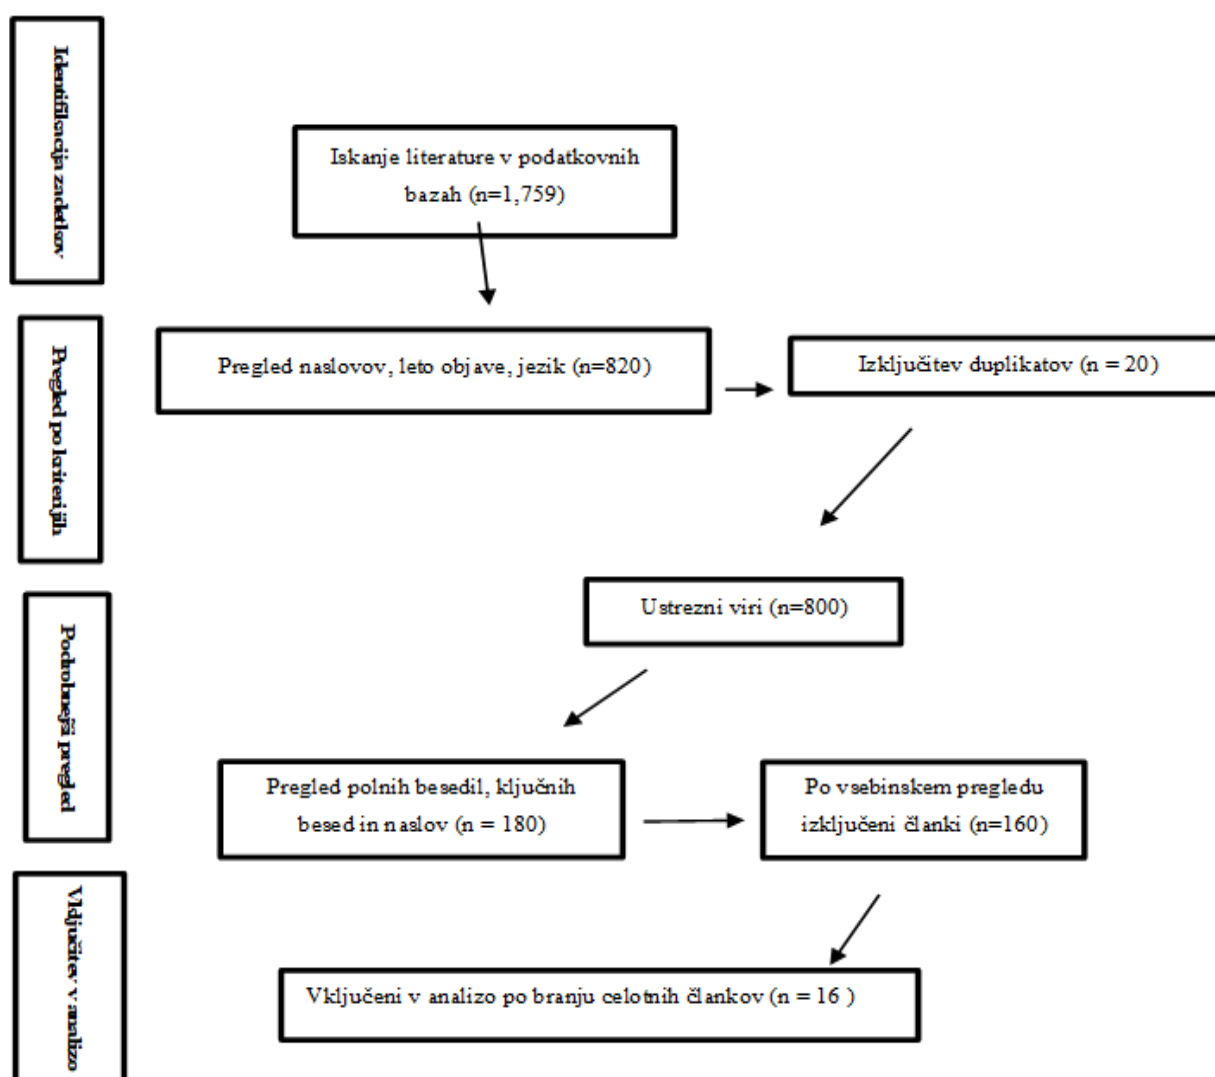 Identifikacija zadetkov
Iskanje literature v podatkovnih
bazah (n=1,759)
Pregled po kriterijih
Pregled naslovov, leto objave, jezik (n=820)
Izključitev duplikatov (n = 20)
Ustrezni viri (n=800)
Podrobnejši pregled
Pregled polnih besedil, ključnih
besed in naslov (n = 180)
Po vsebinskem pregledu
izključeni članki (n=160)
Vključitev v analizo
Vključeni v analizo po branju celotnih člankov (n = 16 )